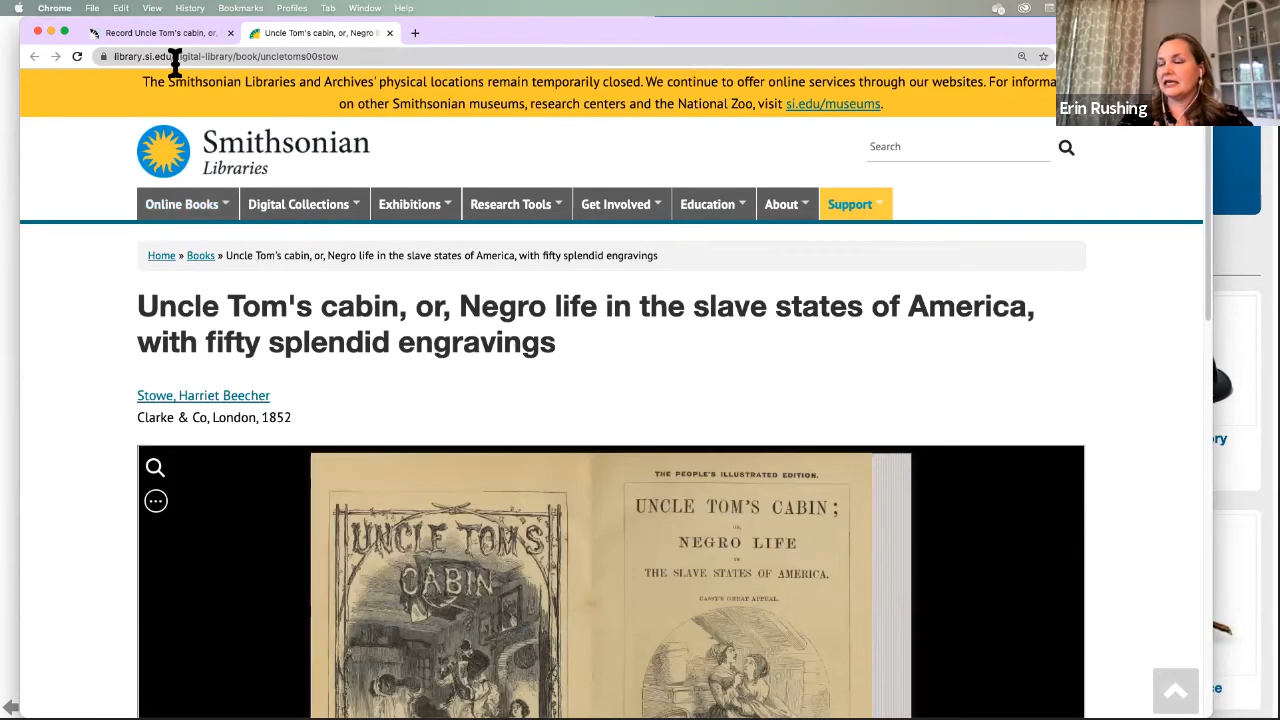 Chrome File Edit View History Bookmarks Profiles Tab Window Help
Record Uncle Tom's cabin, or,
Uncle Tom's cabin, or, Negro l
library.si.edu/digital-library/book/uncletoms00stow
The Smithsonian Libraries and Archives' physical locations remain temporarily closed. We continue to offer online services through our websites. For informa
on other Smithsonian museums, research centers and the National Zoo, visit si.edu/museums.
Erin Rushing
Smithsonian
Libraries
Search
Online Books Digital Collections Exhibitions Research Tools Get Involved Education About Support
Home » Books » Uncle Tom's cabin, or, Negro life in the slave states of America, with fifty splendid engravings
Uncle Tom's cabin, or, Negro life in the slave states of America,
with fifty splendid engravings
Stowe, Harriet Beecher
Clarke & Co, London, 1852
ory
THE PEOPLE'S ILLUSTRATED EDITION.
UNCLE TOM'S CABIN;
OR,
NEGRO LIFE
IN
THE SLAVE STATES OF AMERICA.
CASSY'S GREAT APPEAL.
UNCLE TOM'S
CABIN
ce